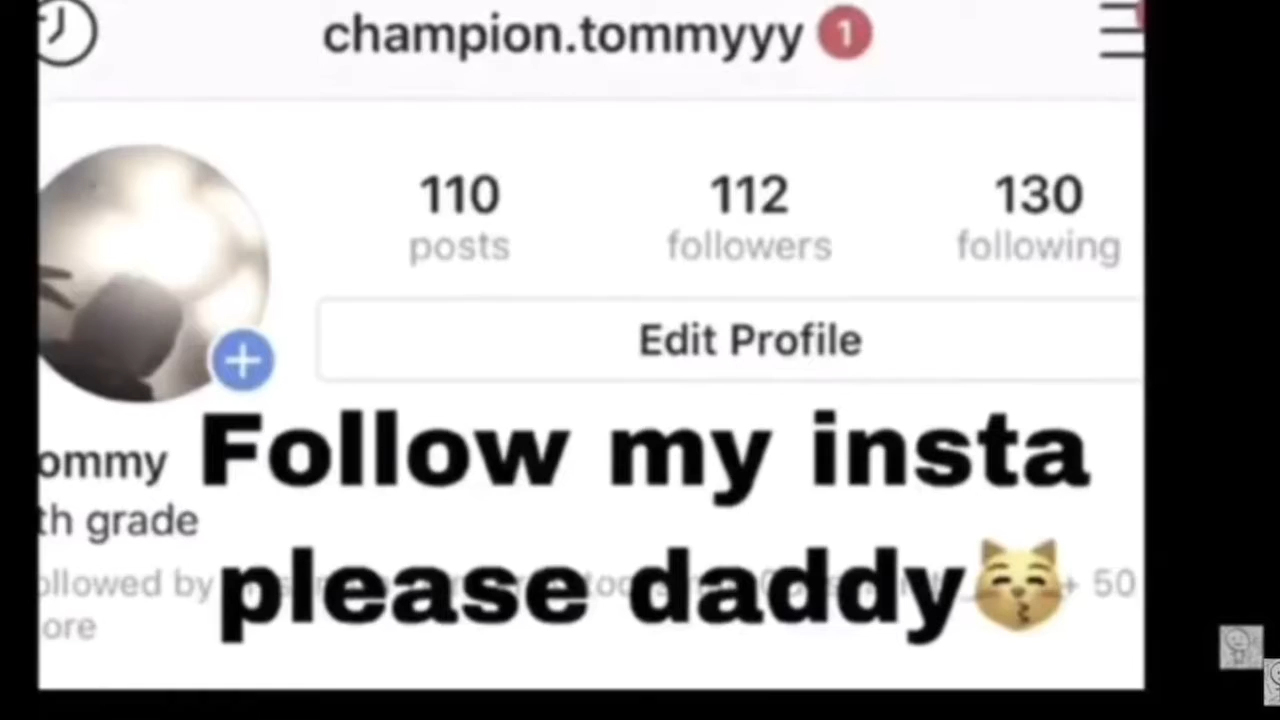 champion.tommyyy 1
110 112 130
posts followers following
Edit Profile
ommy
th grade
Follow my insta
ollowed by + 50
ore
please daddy😽